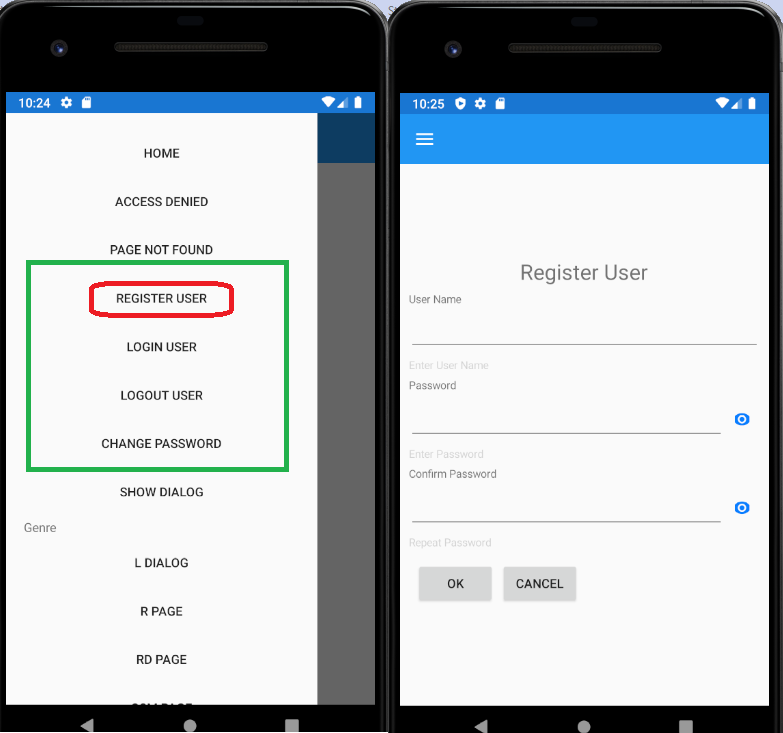 10:24
HOME
ACCESS DENIED
PAGE NOT FOUND
REGISTER USER
LOGIN USER
LOGOUT USER
CHANGE PASSWORD
SHOW DIALOG
Genre
L DIALOG
R PAGE
RD PAGE
10:25
Register User
User Name
Enter User Name
Password
Enter Password
Confirm Password
Repeat Password
OK CANCEL